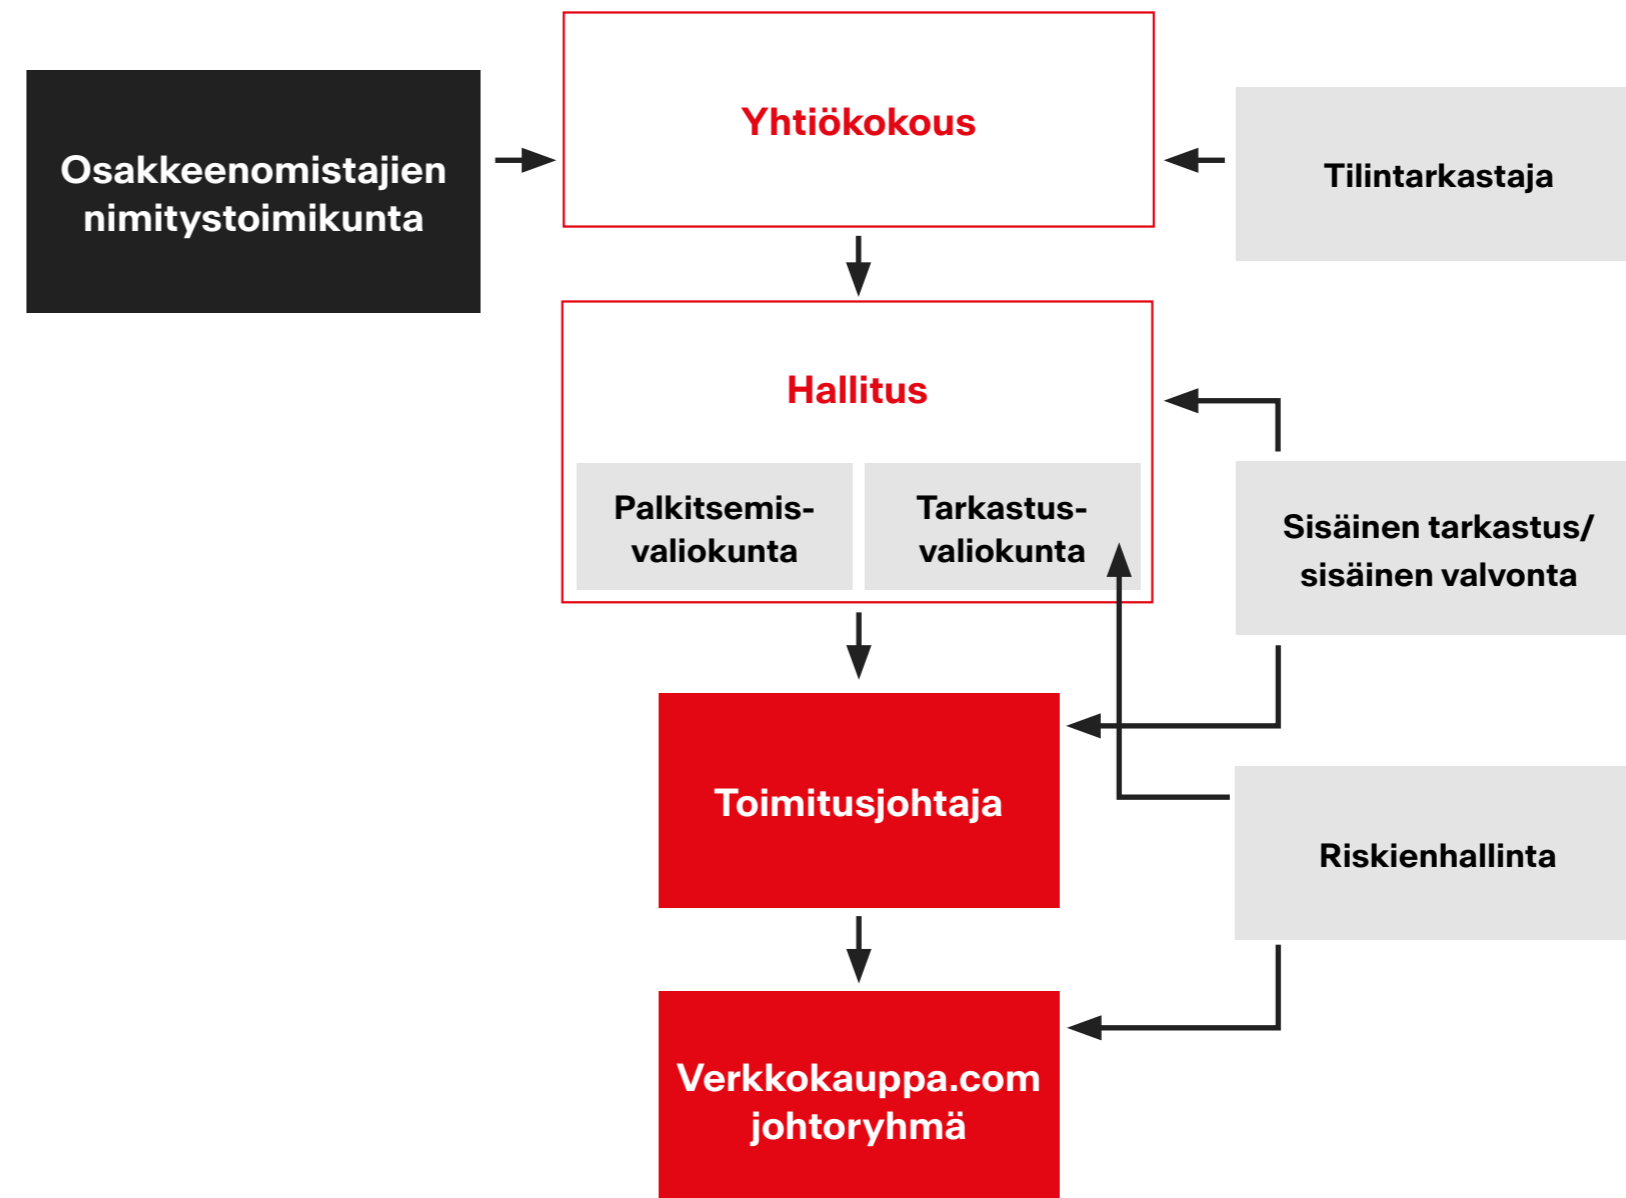 Osakkeenomistajien
nimitystoimikunta
Yhtiökokous
Tilintarkastaja
Hallitus
Palkitsemis-
valiokunta
Tarkastus-
valiokunta
Sisäinen tarkastus/
sisäinen valvonta
Toimitusjohtaja
Riskienhallinta
Verkkokauppa.com
johtoryhmä